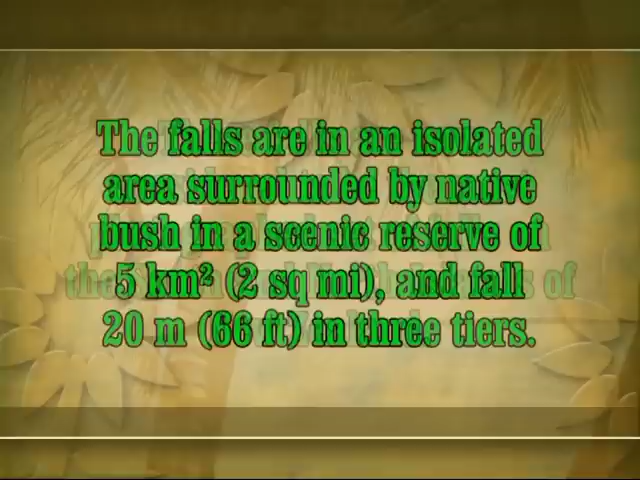 The falls are in an isolated
area surrounded by native
bush in a scenic reserve of
5 km² (2 sq mi), and fall
20 m (66 ft) in three tiers.